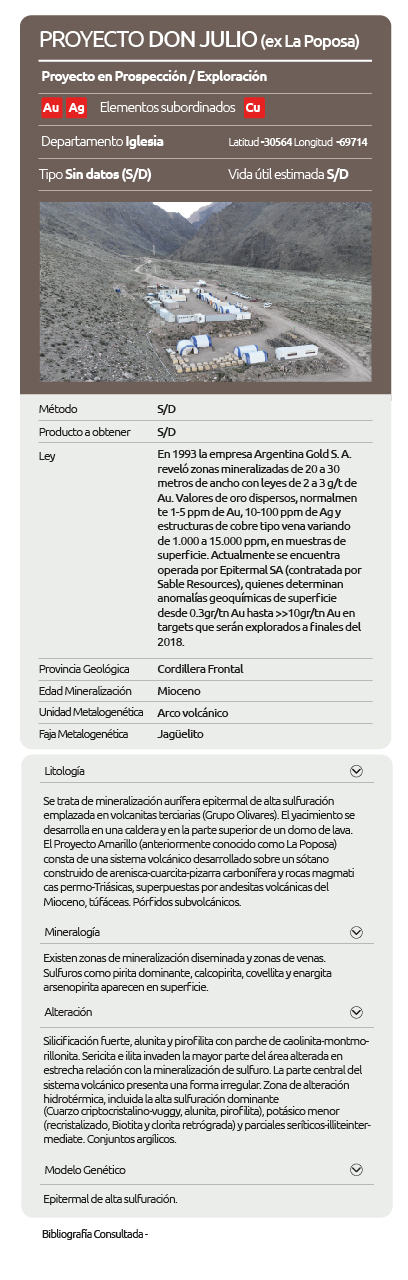 PROYECTO DON JULIO (ex La Poposa)
Proyecto en Prospección / Exploración
Au Ag Elementos subordinados Cu
Departamento Iglesia Latitud -30564 Longitud -69714
Tipo Sin datos (S/D) Vida útil estimada S/D
Método S/D
Producto a obtener S/D
Ley En 1993 la empresa Argentina Gold S. A.
reveló zonas mineralizadas de 20 a 30
metros de ancho con leyes de 2 a 3 g/t de
Au. Valores de oro dispersos, normalmen
te 1-5 ppm de Au, 10-100 ppm de Ag y
estructuras de cobre tipo vena variando
de 1.000 a 15.000 ppm, en muestras de
superficie. Actualmente se encuentra
operada por Epitermal SA (contratada por
Sable Resources), quienes determinan
anomalías geoquímicas de superficie
desde 0.3gr/tn Au hasta >>10gr/tn Au en
targets que serán explorados a finales del
2018.
Provincia Geológica Cordillera Frontal
Edad Mineralización Mioceno
Unidad Metalogenética Arco volcánico
Faja Metalogenética Jagüelito
Litología
Se trata de mineralización aurífera epitermal de alta sulfuración
emplazada en volcanitas terciarias (Grupo Olivares). El yacimiento se
desarrolla en una caldera y en la parte superior de un domo de lava.
El Proyecto Amarillo (anteriormente conocido como La Poposa)
consta de una sistema volcánico desarrollado sobre un sótano
construido de arenisca-cuarcita-pizarra carbonífera y rocas magmati
cas permo-Triásicas, superpuestas por andesitas volcánicas del
Mioceno, túfáceas. Pórfidos subvolcánicos.
Mineralogía
Existen zonas de mineralización diseminada y zonas de venas.
Sulfuros como pirita dominante, calcopirita, covellita y enargita
arsenopirita aparecen en superficie.
Alteración
Silicificación fuerte, alunita y pirofilita con parche de caolinita-montmo-
rillonita. Sericita e ilita invaden la mayor parte del área alterada en
estrecha relación con la mineralización de sulfuro. La parte central del
sistema volcánico presenta una forma irregular. Zona de alteración
hidrotérmica, incluida la alta sulfuración dominante
(Cuarzo criptocristalino-vuggy, alunita, pirofilita), potásico menor
(recristalizado, Biotita y clorita retrógrada) y parciales seríticos-illiteinter-
mediate. Conjuntos argílicos.
Modelo Genético
Epitermal de alta sulfuración.
Bibliografía Consultada -